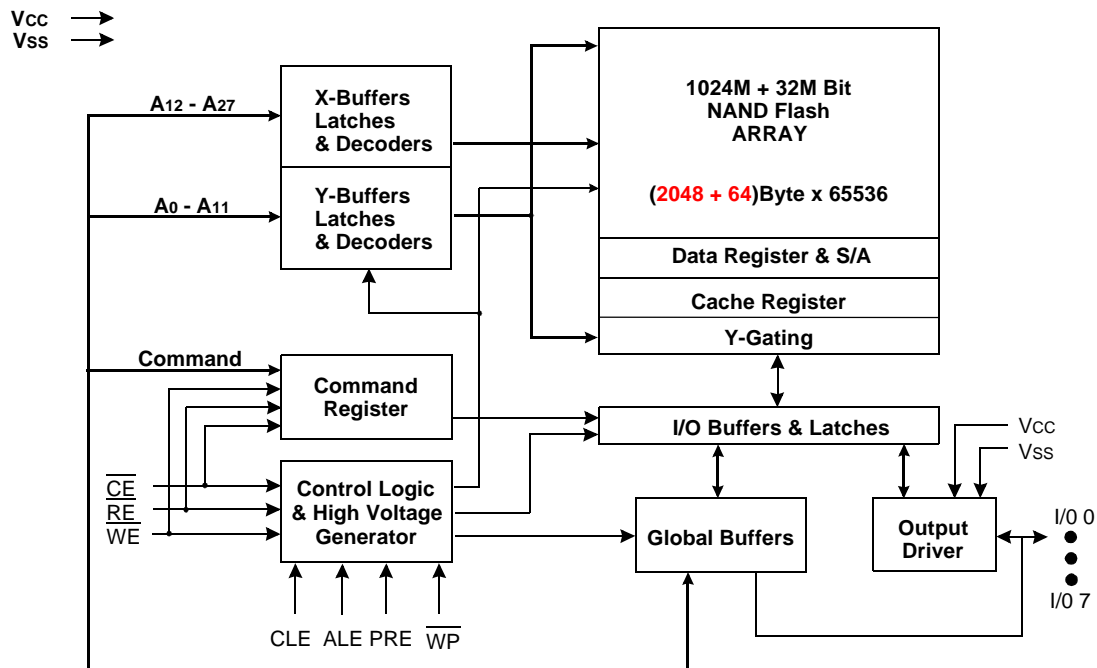 VCC
VSS
A12 - A27
X-Buffers
Latches
& Decoders
A0 - A11
Y-Buffers
Latches
& Decoders
1024M + 32M Bit
NAND Flash
ARRAY
(2048 + 64)Byte x 65536
Data Register & S/A
Cache Register
Y-Gating
Command
Command
Register
I/O Buffers & Latches
VCC
VSS
CE
RE
WE
Control Logic
& High Voltage
Generator
Global Buffers
Output
Driver
I/0 0
I/0 7
CLE ALE PRE WP